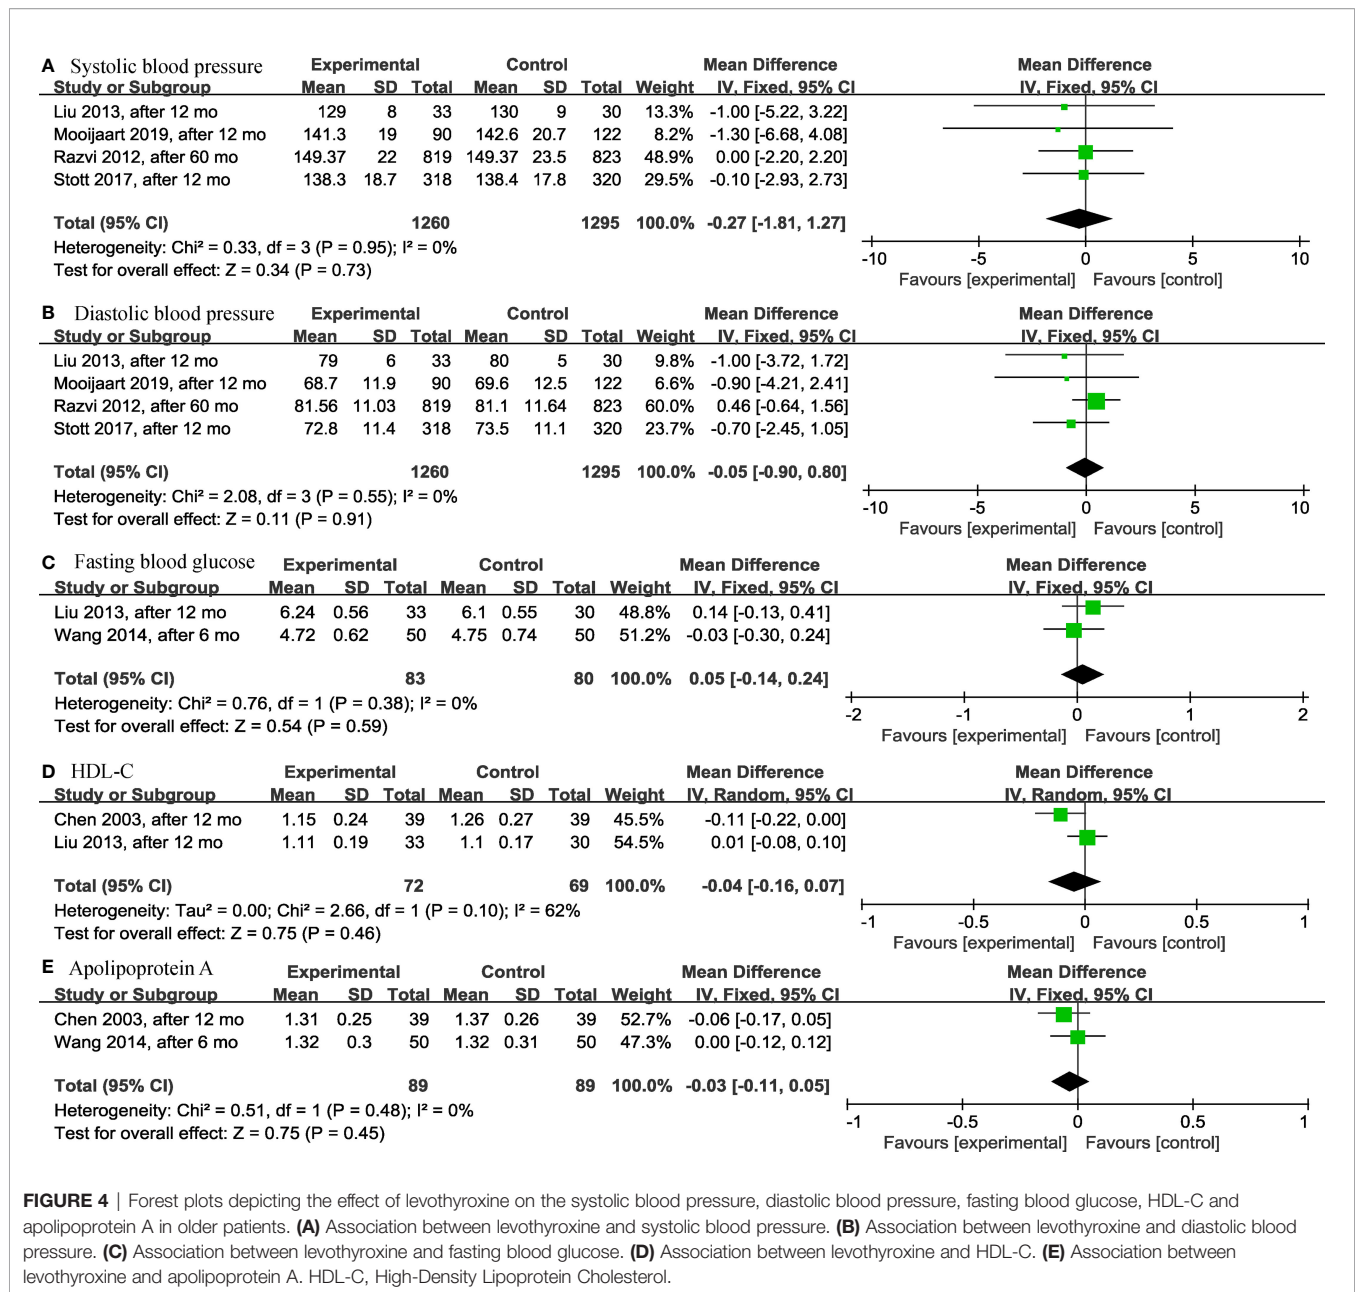 A Systolic blood pressure Experimental Control Mean Difference Mean Difference
Study or Subgroup Mean SD Total Mean SD Total Weight IV, Fixed, 95% CI IV, Fixed, 95% CI
Liu 2013, after 12 mo 129 8 33 130 9 30 13.3% -1.00 [-5.22, 3.22]
Mooijaart 2019, after 12 mo 141.3 19 90 142.6 20.7 122 8.2% -1.30 [-6.68, 4.08]
Razvi 2012, after 60 mo 149.37 22 819 149.37 23.5 823 48.9% 0.00 [-2.20, 2.20]
Stott 2017, after 12 mo 138.3 18.7 318 138.4 17.8 320 29.5% -0.10 [-2.93, 2.73]
Total (95% CI) 1260 1295 100.0% -0.27 [-1.81, 1.27]
Heterogeneity: Chi² = 0.33, df = 3 (P = 0.95); I² = 0%
Test for overall effect: Z = 0.34 (P = 0.73)
-10 -5 0 5 10
Favours [experimental] Favours [control]
B Diastolic blood pressure Experimental Control Mean Difference Mean Difference
Study or Subgroup Mean SD Total Mean SD Total Weight IV, Fixed, 95% CI IV, Fixed, 95% CI
Liu 2013, after 12 mo 79 6 33 80 5 30 9.8% -1.00 [-3.72, 1.72]
Mooijaart 2019, after 12 mo 68.7 11.9 90 69.6 12.5 122 6.6% -0.90 [-4.21, 2.41]
Razvi 2012, after 60 mo 81.56 11.03 819 81.1 11.64 823 60.0% 0.46 [-0.64, 1.56]
Stott 2017, after 12 mo 72.8 11.4 318 73.5 11.1 320 23.7% -0.70 [-2.45, 1.05]
Total (95% CI) 1260 1295 100.0% -0.05 [-0.90, 0.80]
Heterogeneity: Chi² = 2.08, df = 3 (P = 0.55); I² = 0%
Test for overall effect: Z = 0.11 (P = 0.91)
-10 -5 0 5 10
Favours [experimental] Favours [control]
C Fasting blood glucose Experimental Control Mean Difference Mean Difference
Study or Subgroup Mean SD Total Mean SD Total Weight IV, Fixed, 95% CI IV, Fixed, 95% CI
Liu 2013, after 12 mo 6.24 0.56 33 6.1 0.55 30 48.8% 0.14 [-0.13, 0.41]
Wang 2014, after 6 mo 4.72 0.62 50 4.75 0.74 50 51.2% -0.03 [-0.30, 0.24]
Total (95% CI) 83 80 100.0% 0.05 [-0.14, 0.24]
Heterogeneity: Chi² = 0.76, df = 1 (P = 0.38); I² = 0%
Test for overall effect: Z = 0.54 (P = 0.59)
-2 -1 0 1 2
Favours [experimental] Favours [control]
D HDL-C Experimental Control Mean Difference Mean Difference
Study or Subgroup Mean SD Total Mean SD Total Weight IV, Random, 95% CI IV, Random, 95% CI
Chen 2003, after 12 mo 1.15 0.24 39 1.26 0.27 39 45.5% -0.11 [-0.22, 0.00]
Liu 2013, after 12 mo 1.11 0.19 33 1.1 0.17 30 54.5% 0.01 [-0.08, 0.10]
Total (95% CI) 72 69 100.0% -0.04 [-0.16, 0.07]
Heterogeneity: Tau² = 0.00; Chi² = 2.66, df = 1 (P = 0.10); I² = 62%
Test for overall effect: Z = 0.75 (P = 0.46)
-1 -0.5 0 0.5 1
Favours [experimental] Favours [control]
E Apolipoprotein A Experimental Control Mean Difference Mean Difference
Study or Subgroup Mean SD Total Mean SD Total Weight IV, Fixed, 95% CI IV, Fixed, 95% CI
Chen 2003, after 12 mo 1.31 0.25 39 1.37 0.26 39 52.7% -0.06 [-0.17, 0.05]
Wang 2014, after 6 mo 1.32 0.3 50 1.32 0.31 50 47.3% 0.00 [-0.12, 0.12]
Total (95% CI) 89 89 100.0% -0.03 [-0.11, 0.05]
Heterogeneity: Chi² = 0.51, df = 1 (P = 0.48); I² = 0%
Test for overall effect: Z = 0.75 (P = 0.45)
-1 -0.5 0 0.5 1
Favours [experimental] Favours [control]
FIGURE 4 | Forest plots depicting the effect of levothyroxine on the systolic blood pressure, diastolic blood pressure, fasting blood glucose, HDL-C and
apolipoprotein A in older patients. (A) Association between levothyroxine and systolic blood pressure. (B) Association between levothyroxine and diastolic blood
pressure. (C) Association between levothyroxine and fasting blood glucose. (D) Association between levothyroxine and HDL-C. (E) Association between
levothyroxine and apolipoprotein A. HDL-C, High-Density Lipoprotein Cholesterol.